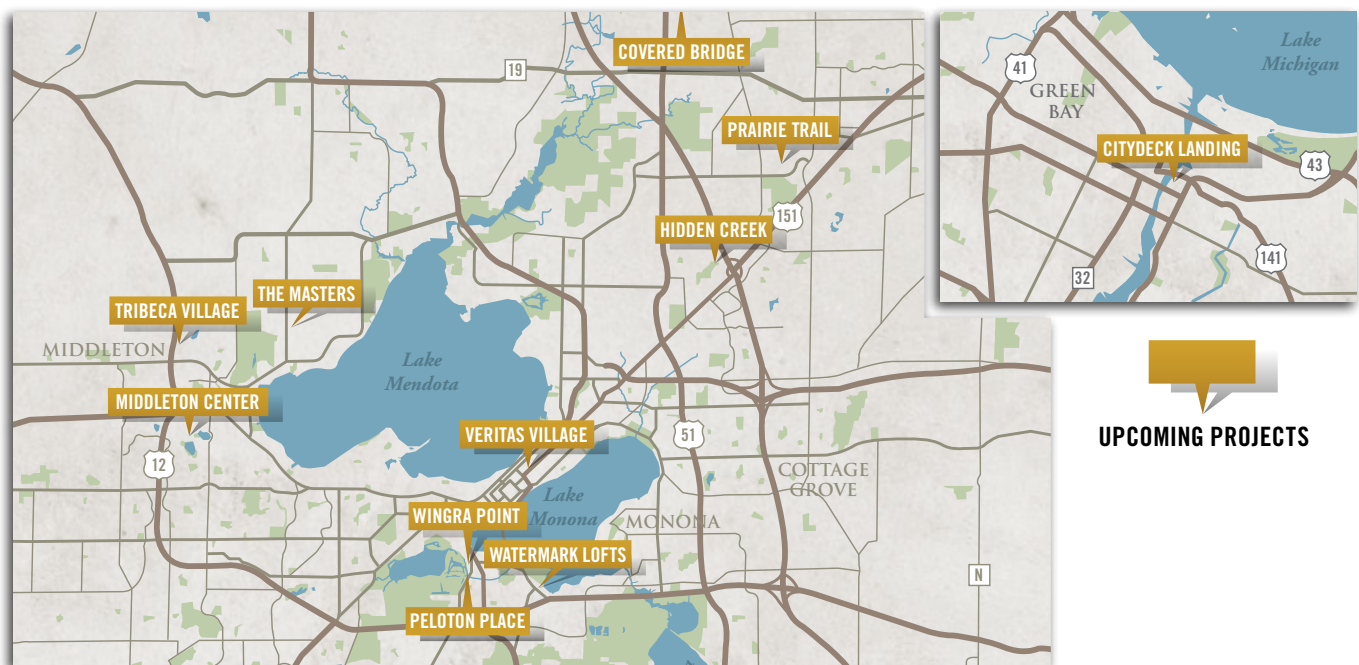 COVERED BRIDGE
19
PRAIRIE TRAIL
151
HIDDEN CREEK
THE MASTERS
TRIBECA VILLAGE
MIDDLETON
Lake
Mendota
MIDDLETON CENTER
VERITAS VILLAGE
51
12
COTTAGE
GROVE
Lake
Monona
WINGRA POINT
MONONA
WATERMARK LOFTS
N
PELOTON PLACE
Lake
Michigan
41
GREEN
BAY
CITYDECK LANDING
43
141
32
UPCOMING PROJECTS